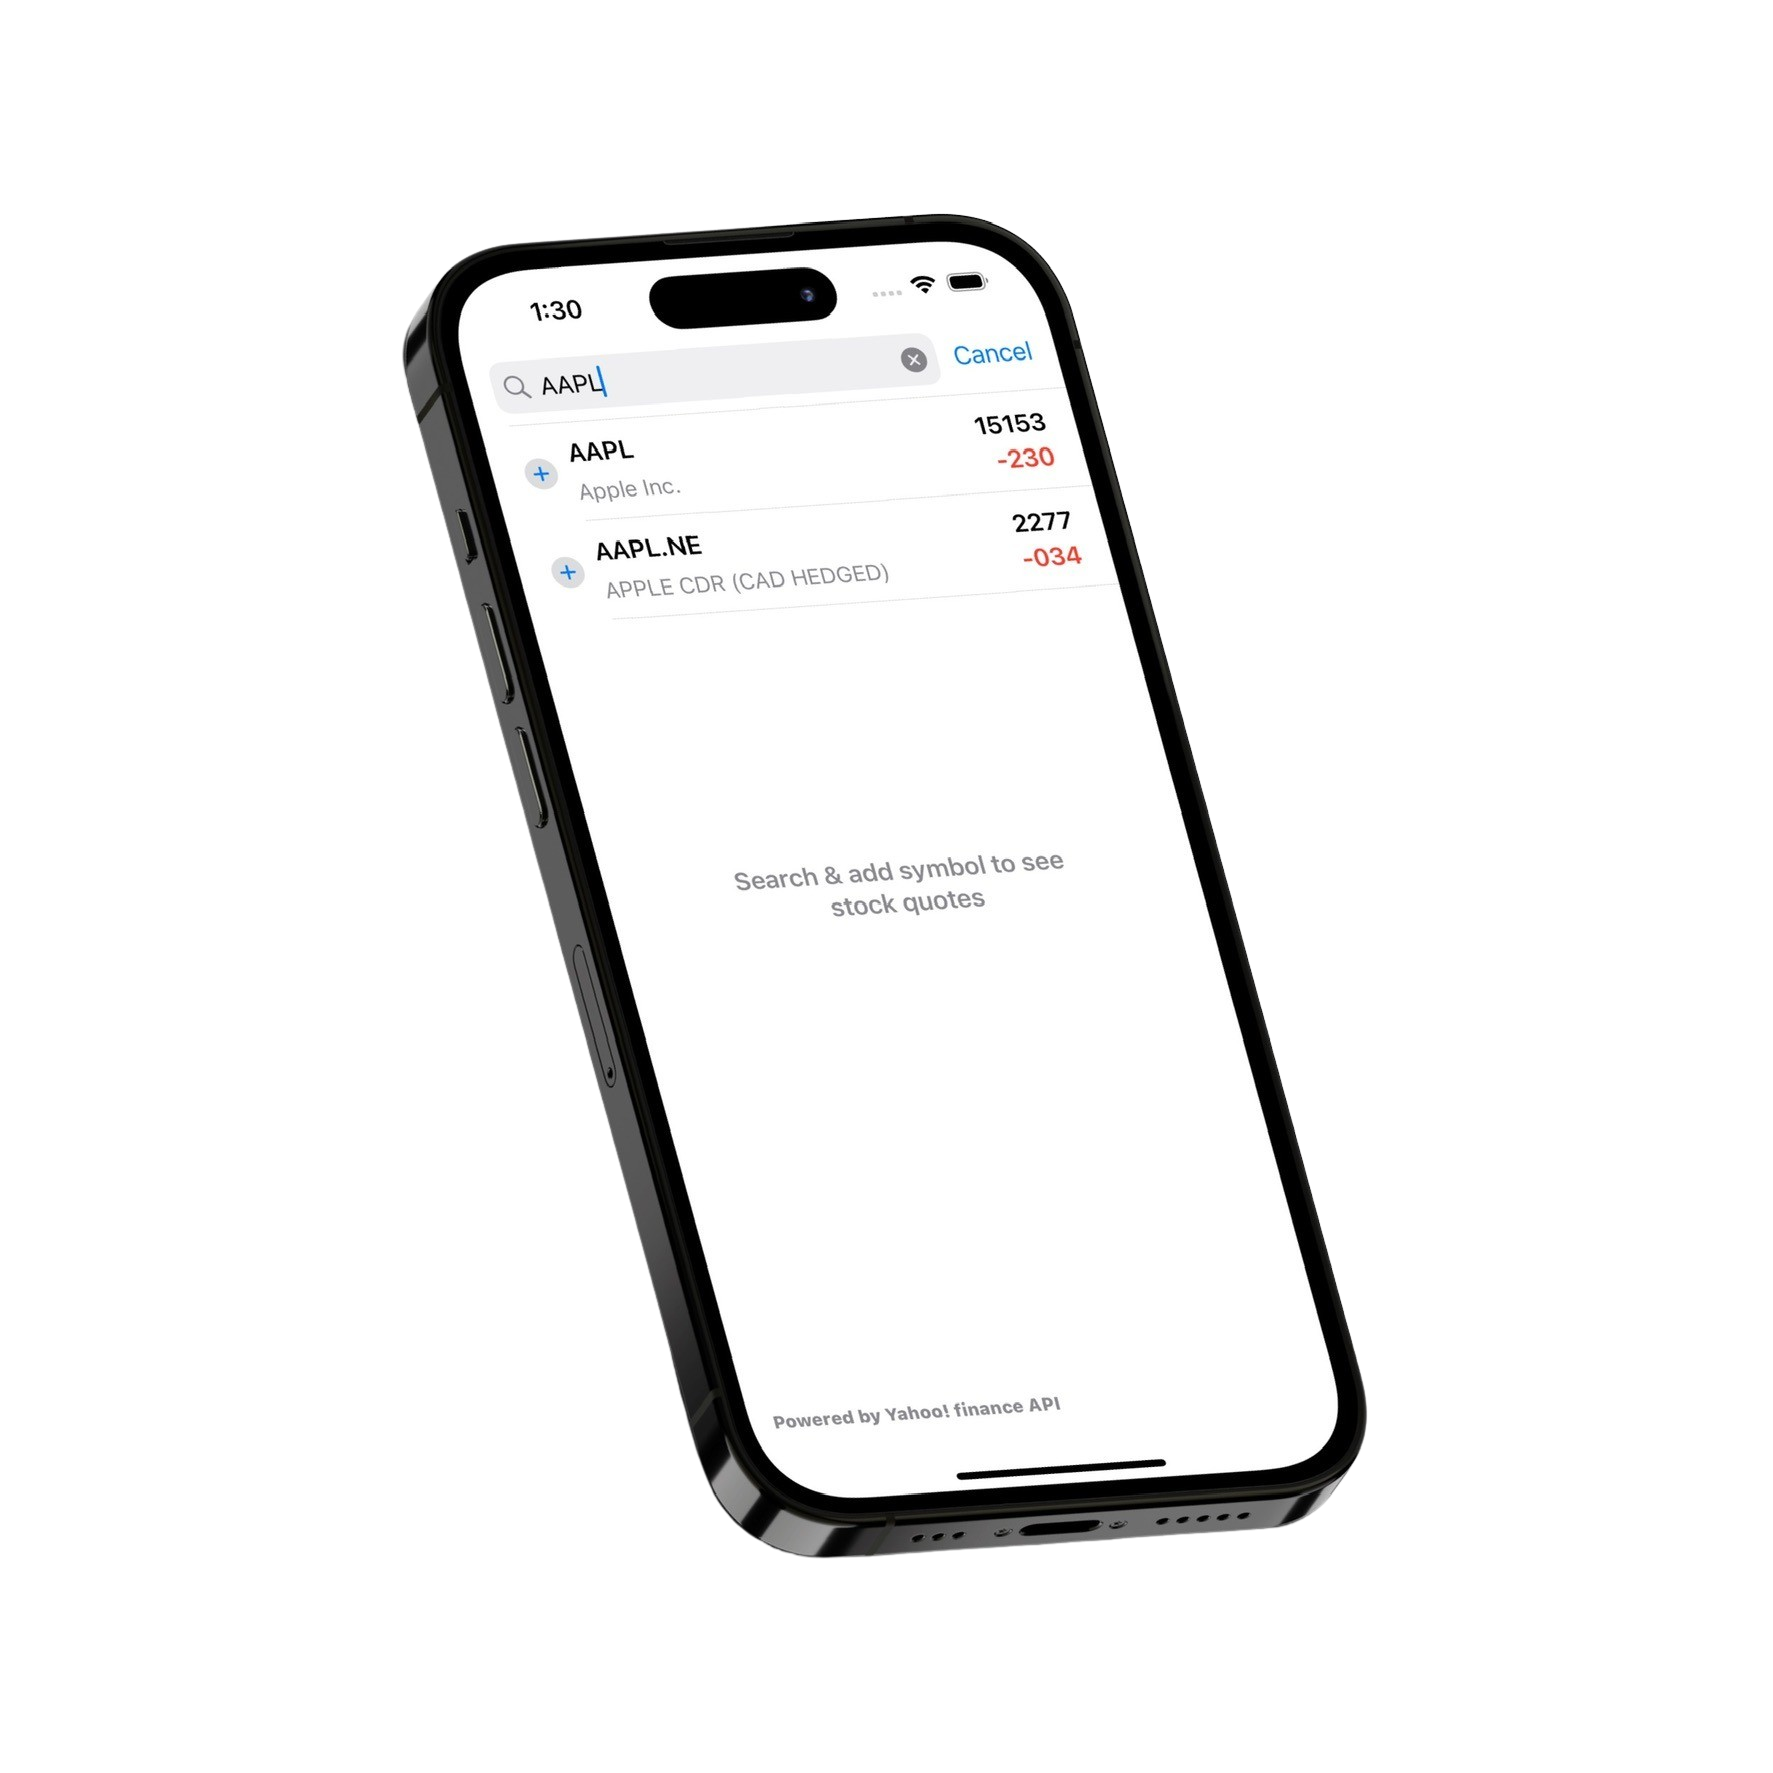 1:30
AAPL
Cancel
AAPL
15153
Apple Inc.
-230
AAPL.NE
2277
APPLE CDR (CAD HEDGED)
-034
Search & add symbol to see
stock quotes
Powered by Yahoo! finance API